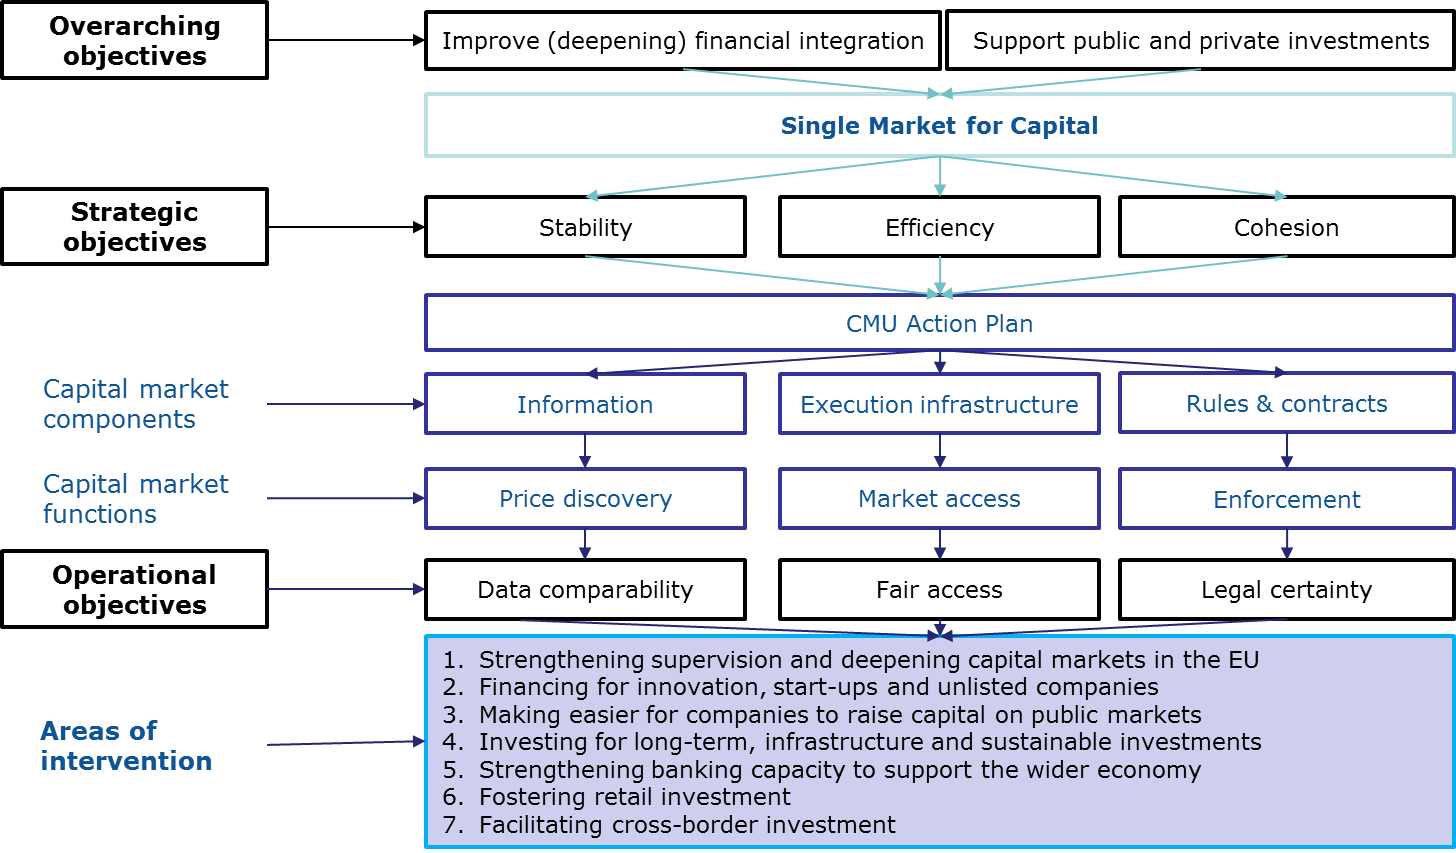 Overarching
objectives
Improve (deepening) financial integration
Support public and private investments
Single Market for Capital
Strategic
objectives
Stability
Efficiency
Cohesion
CMU Action Plan
Capital market
components
Information
Execution infrastructure
Rules & contracts
Capital market
functions
Price discovery
Market access
Enforcement
Operational
objectives
Data comparability
Fair access
Legal certainty
Areas of
intervention
1. Strengthening supervision and deepening capital markets in the EU
2. Financing for innovation, start-ups and unlisted companies
3. Making easier for companies to raise capital on public markets
4. Investing for long-term, infrastructure and sustainable investments
5. Strengthening banking capacity to support the wider economy
6. Fostering retail investment
7. Facilitating cross-border investment